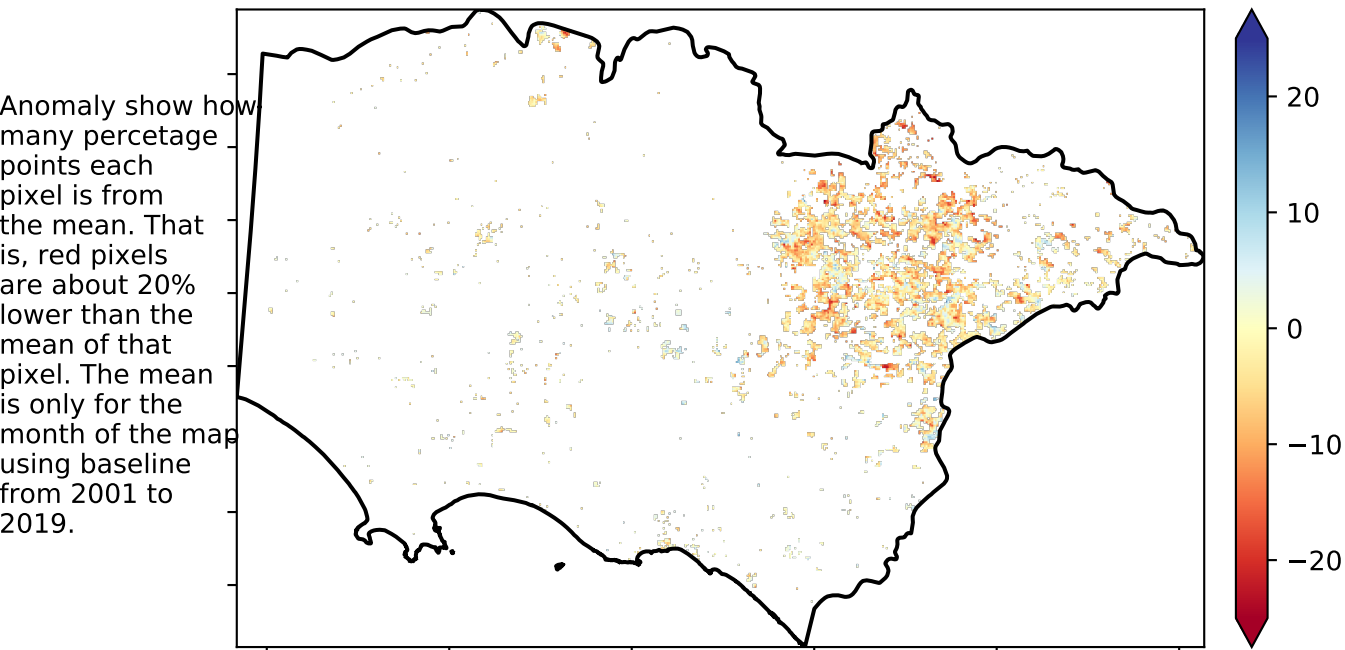 Anomaly show how
many percetage
points each
pixel is from
the mean. That
is, red pixels
are about 20%
lower than the
mean of that
pixel. The mean
is only for the
month of the map
using baseline
from 2001 to
2019.
20
10
0
−10
−20